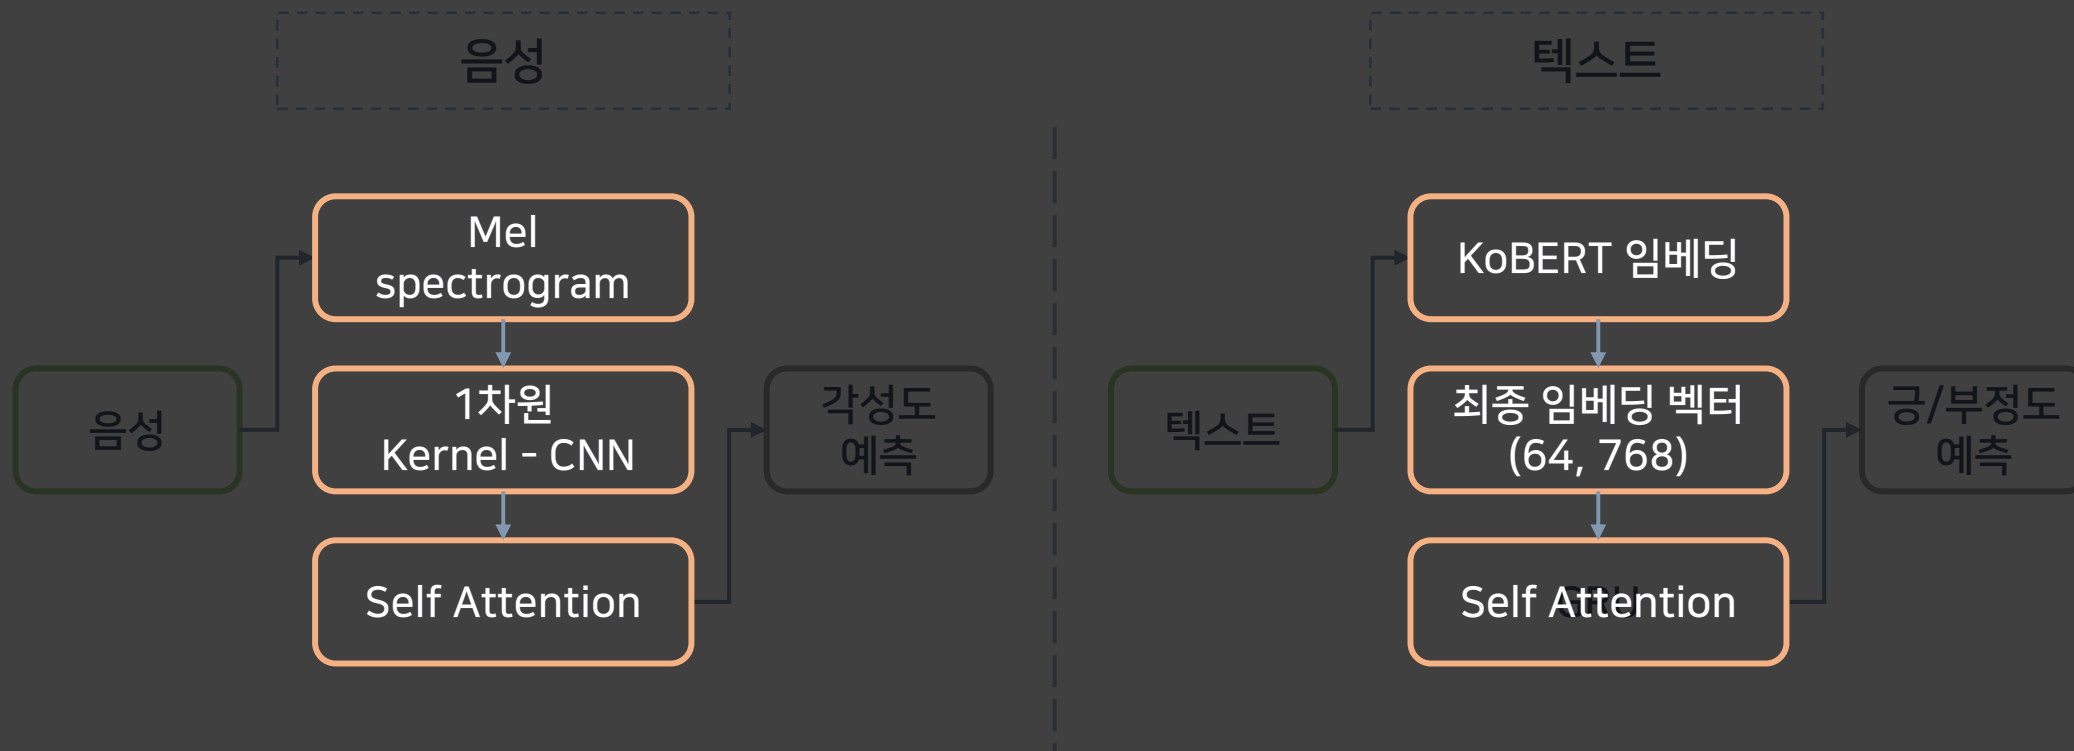 음성
Mel
spectrogram
1차원
Kernel - CNN
Self Attention
음성
각성도
예측
텍스트
KoBERT 임베딩
최종 임베딩 벡터
(64, 768)
Self Attention
텍스트
긍/부정도
예측